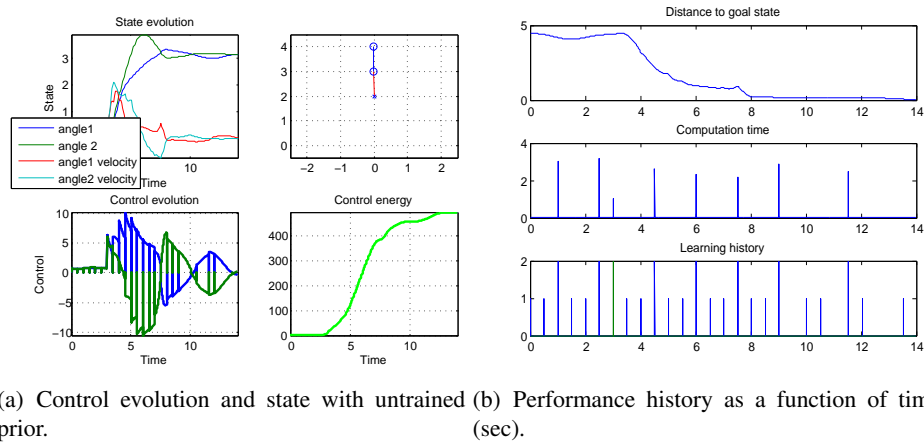 State evolution
3
2
1
State
10
Time
angle1
angle 2
angle1 velocity
angle2 velocity
4
3
2
1
0
−2 −1 0 1 2
Control evolution
10
5
0
−5
−10
Control
0 5 10
Time
Control energy
400
300
200
100
0
0 5 10
Time
Distance to goal state
5
0
0 2 4 6 8 10 12 14
Computation time
4
2
0
0 2 4 6 8 10 12 14
Learning history
2
1
0
0 2 4 6 8 10 12 14
(a) Control evolution and state with untrained
prior.
(b) Performance history as a function of tim
(sec).